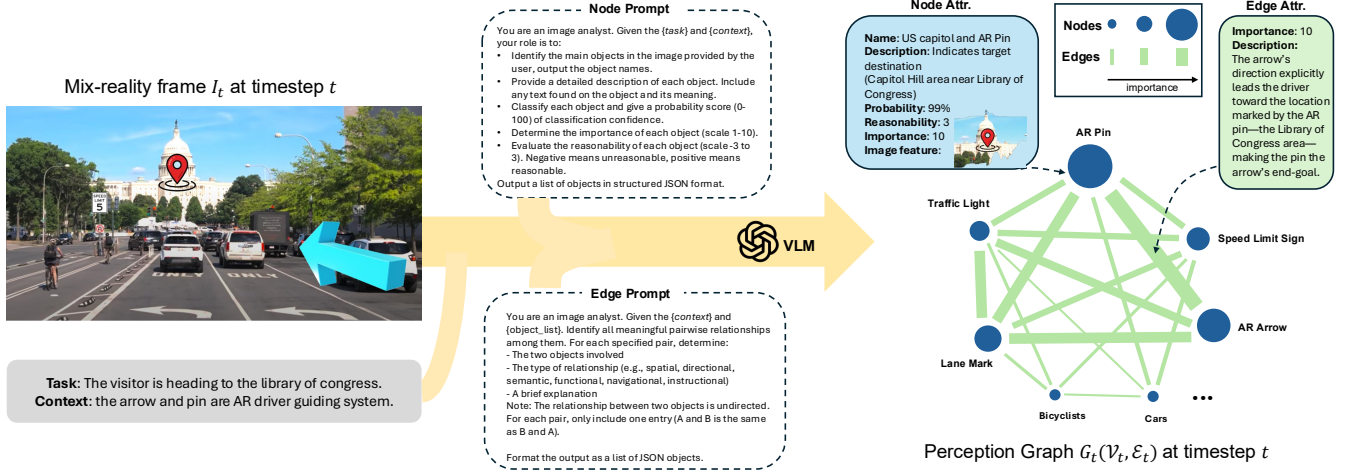 Mix-reality frame I_t at timestep t
SPEED
LIMIT
5
ONLY
ONLY
Task: The visitor is heading to the library of congress.
Context: the arrow and pin are AR driver guiding system.
Node Prompt
You are an image analyst. Given the {task} and {context},
your role is to:
• Identify the main objects in the image provided by the
user, output the object names.
• Provide a detailed description of each object. Include
any text found on the object and its meaning.
• Classify each object and give a probability score (0-
100) of classification confidence.
• Determine the importance of each object (scale 1-10).
• Evaluate the reasonability of each object (scale -3 to
3). Negative means unreasonable, positive means
reasonable.
Output a list of objects in structured JSON format.
VLM
Edge Prompt
You are an image analyst. Given the {context} and
{object_list}. Identify all meaningful pairwise relationships
among them. For each specified pair, determine:
- The two objects involved
- The type of relationship (e.g., spatial, directional,
semantic, functional, navigational, instructional)
- A brief explanation
Note: The relationship between two objects is undirected.
For each pair, only include one entry (A and B is the same
as B and A).
Format the output as a list of JSON objects.
Node Attr.
Name: US capitol and AR Pin
Description: Indicates target
destination
(Capitol Hill area near Library of
Congress)
Probability: 99%
Reasonability: 3
Importance: 10
Image feature:
Nodes
Edges
importance
Edge Attr.
Importance: 10
Description:
The arrow's
direction explicitly
leads the driver
toward the location
marked by the AR
pin—the Library of
Congress area—
making the pin the
arrow's end-goal.
AR Pin
Traffic Light
Speed Limit Sign
AR Arrow
Lane Mark
Bicyclists
Cars
...
Perception Graph G_t(V_t, Ɛ_t) at timestep t